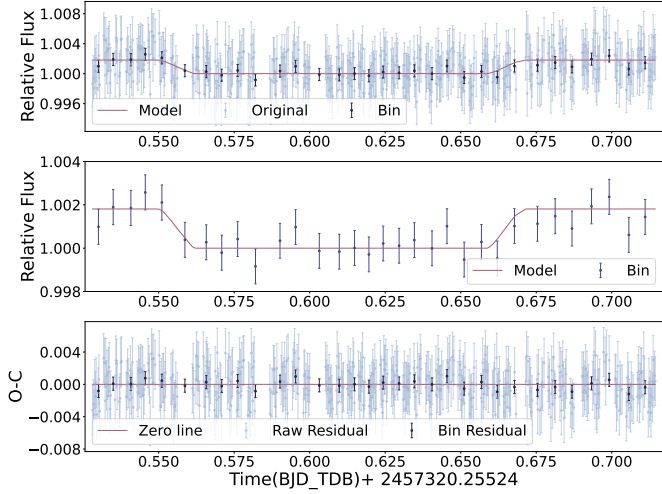 1.008
1.004
1.000
0.996
Relative Flux
Model Original Bin
0.550 0.575 0.600 0.625 0.650 0.675 0.700
1.004
1.002
1.000
0.998
Relative Flux
Model Bin
0.550 0.575 0.600 0.625 0.650 0.675 0.700
0.004
0.000
−0.004
−0.008
O-C
Zero line Raw Residual Bin Residual
0.550 0.575 0.600 0.625 0.650 0.675 0.700
Time(BJD_TDB)+ 2457320.25524